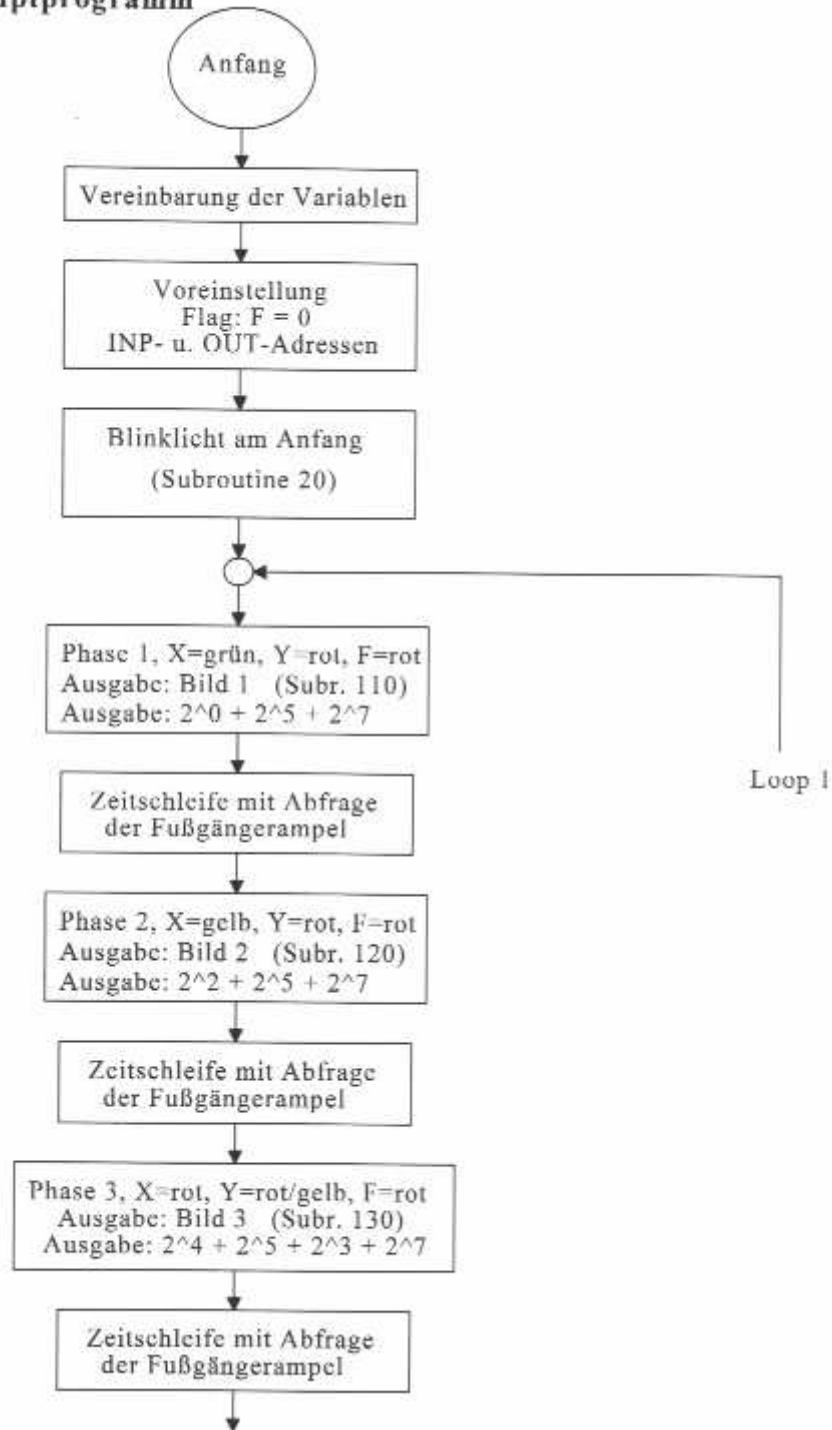 Anfang
Vereinbarung der Variablen
Voreinstellung
Flag: F = 0
INP- u. OUT-Adressen
Blinklicht am Anfang
(Subroutine 20)
Phase 1, X=grün, Y=rot, F=rot
Ausgabe: Bild 1 (Subr. 110)
Ausgabe: 2^0 + 2^5 + 2^7
Loop 1
Zeitschleife mit Abfrage
der Fußgängerampel
Phase 2, X=gelb, Y=rot, F=rot
Ausgabe: Bild 2 (Subr. 120)
Ausgabe: 2^2 + 2^5 + 2^7
Zeitschleife mit Abfrage
der Fußgängerampel
Phase 3, X=rot, Y=rot/gelb, F=rot
Ausgabe: Bild 3 (Subr. 130)
Ausgabe: 2^4 + 2^5 + 2^3 + 2^7
Zeitschleife mit Abfrage
der Fußgängerampel